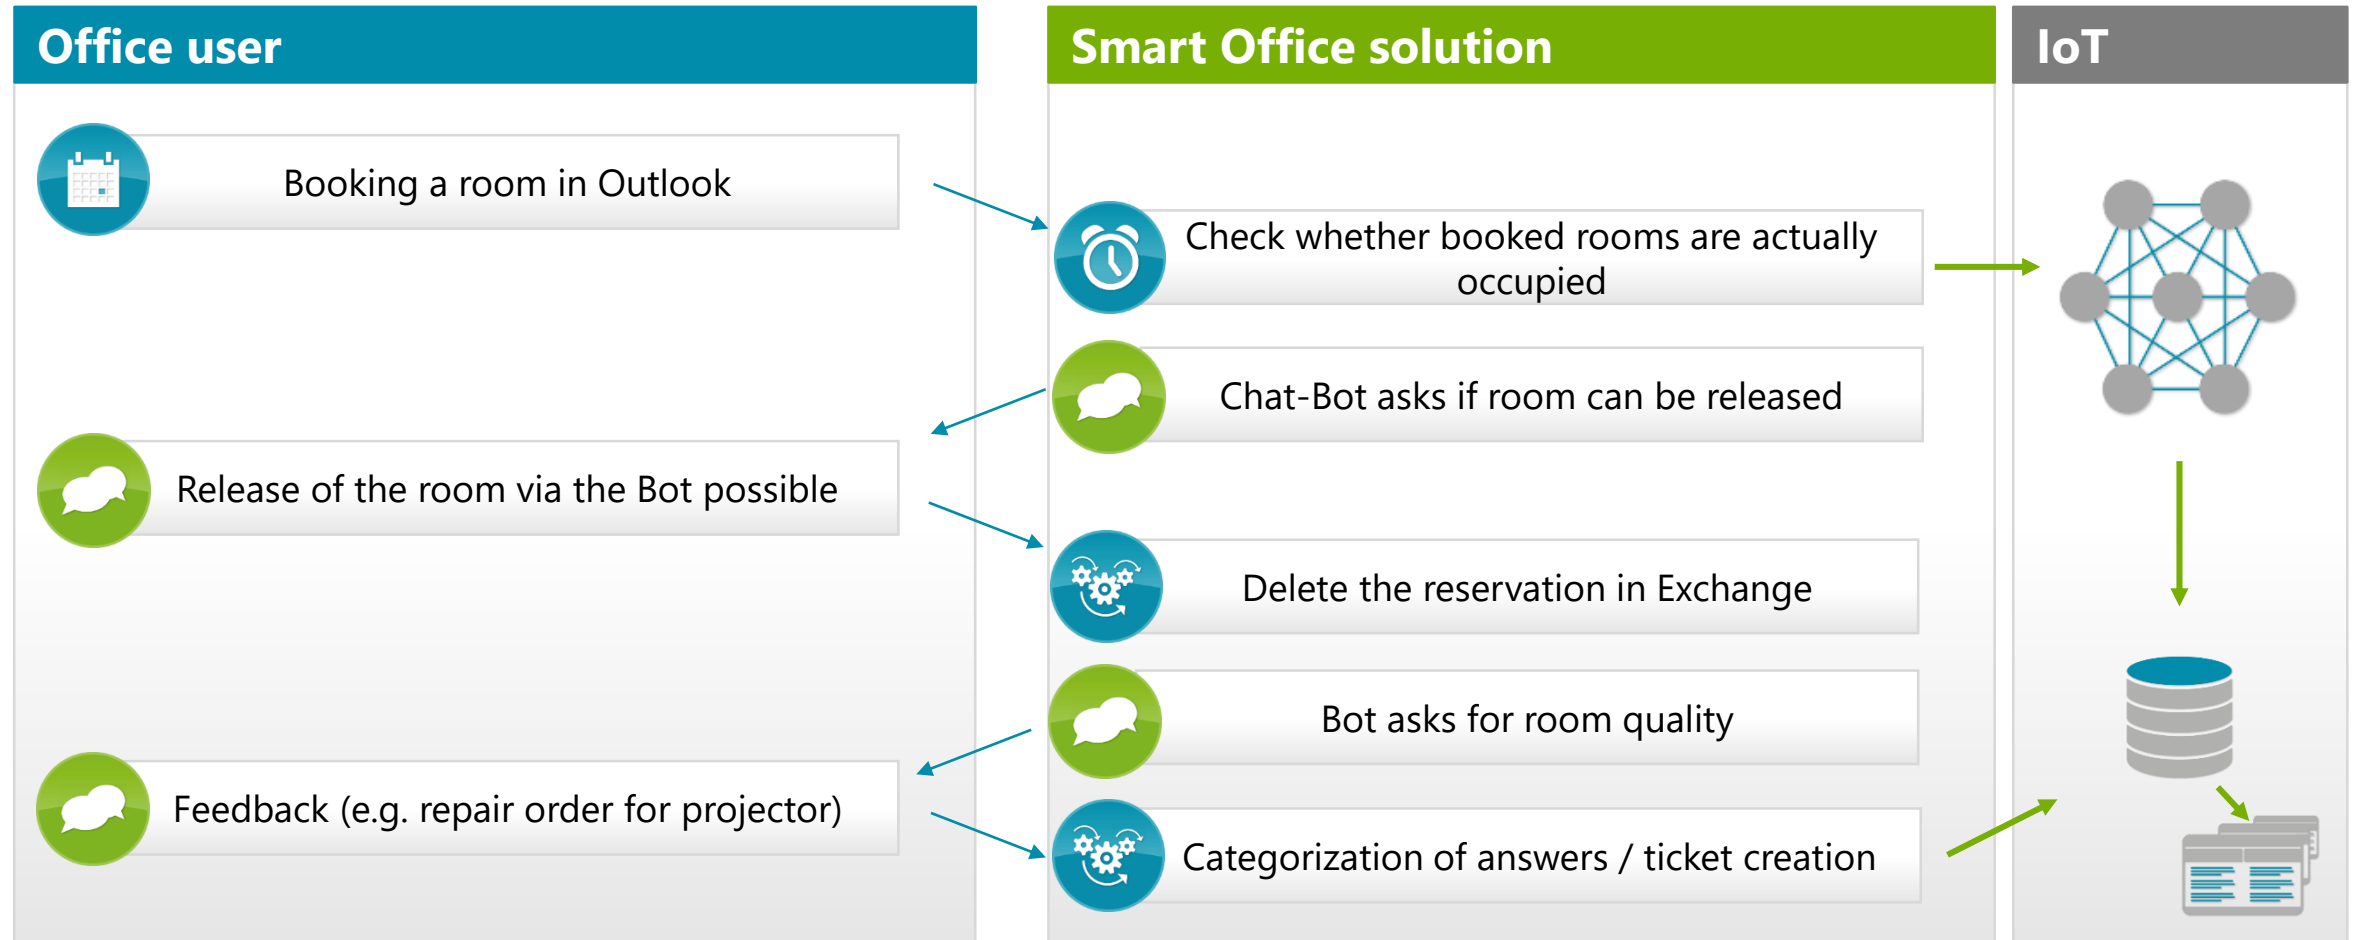 Office user
Smart Office solution
IoT
Booking a room in Outlook
Check whether booked rooms are actually
occupied
Chat-Bot asks if room can be released
Release of the room via the Bot possible
Delete the reservation in Exchange
Bot asks for room quality
Feedback (e.g. repair order for projector)
Categorization of answers / ticket creation